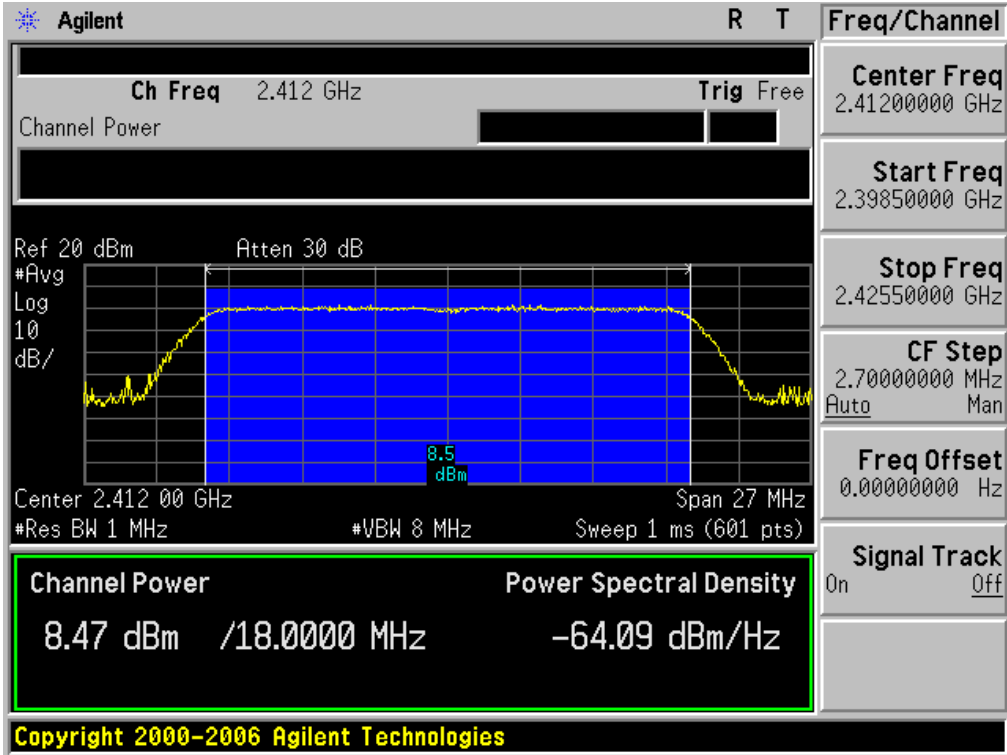 Agilent R T
Ch Freq 2.412 GHz Trig Free
Channel Power
Ref 20 dBm Atten 30 dB
#Avg
Log
10
dB/
8.5
dBm
Center 2.412 00 GHz Span 27 MHz
#Res BW 1 MHz #VBW 8 MHz Sweep 1 ms (601 pts)
Channel Power Power Spectral Density
8.47 dBm /18.0000 MHz -64.09 dBm/Hz
Copyright 2000-2006 Agilent Technologies
Freq/Channel
Center Freq
2.41200000 GHz
Start Freq
2.39850000 GHz
Stop Freq
2.42550000 GHz
CF Step
2.70000000 MHz
Auto Man
Freq Offset
0.00000000 Hz
Signal Track
On Off